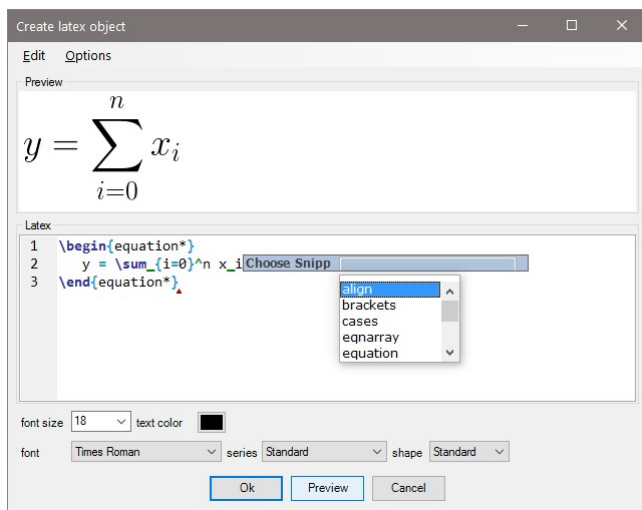 Create latex object
Edit Options
Preview
y = \sum_{i=0}^{n} x_i
Latex
1 \begin{equation*}
2 y = \sum_{i=0}^n x_i Choose Snipp
3 \end{equation*}
align
brackets
cases
eqnarray
equation
font size 18 text color
font Times Roman series Standard shape Standard
Ok Preview Cancel